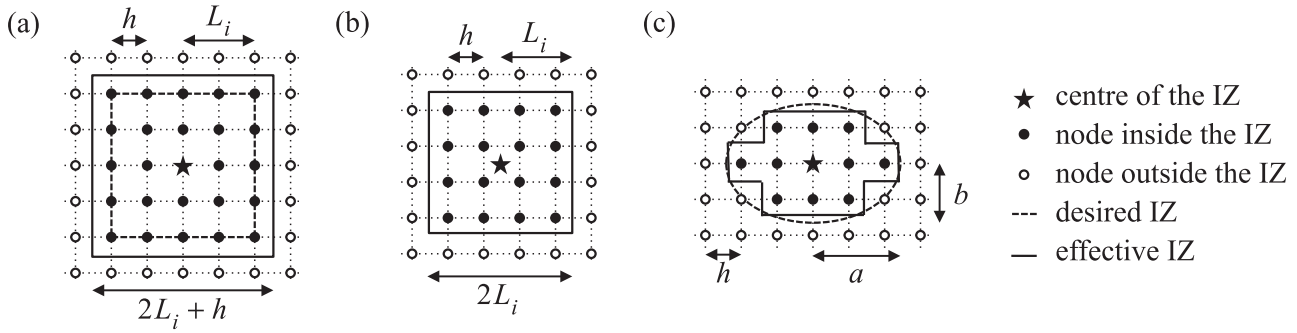 (a)
h
L_i
2L_i + h
(b)
h
L_i
2L_i
(c)
b
h
a
centre of the IZ
node inside the IZ
node outside the IZ
desired IZ
effective IZ